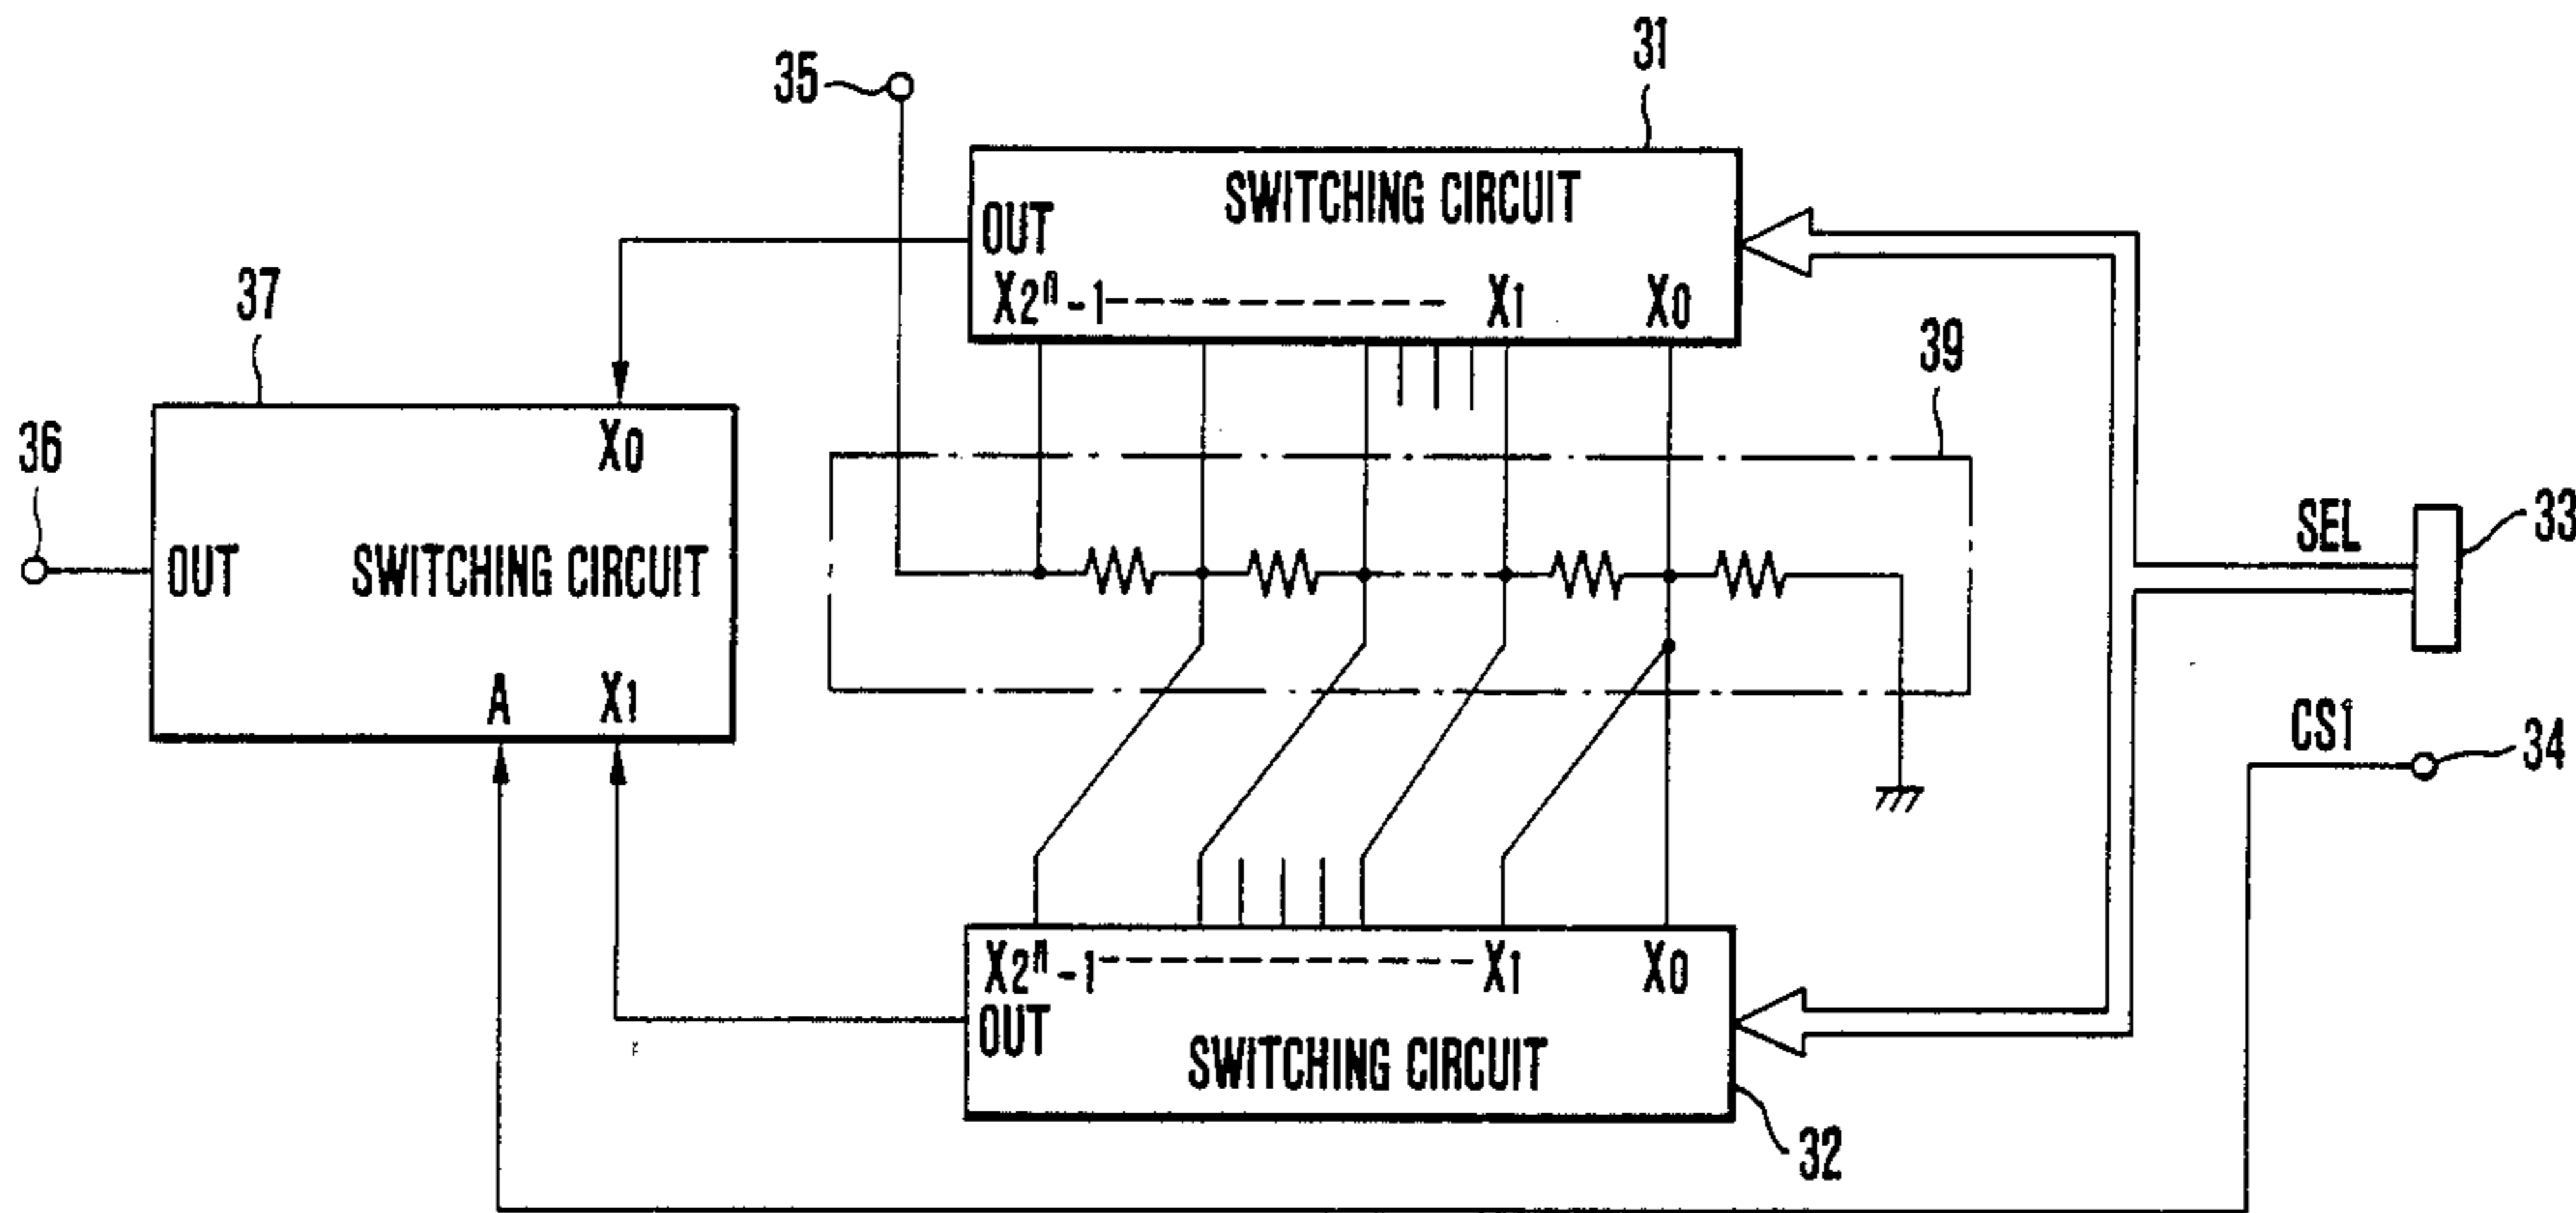 31
35
SWITCHING CIRCUIT
OUT
X2ⁿ-1 X1 X0
37
39
36
X0
SEL
33
OUT SWITCHING CIRCUIT
A X1
CS1
34
X2ⁿ-1 X1 X0
OUT
SWITCHING CIRCUIT
32